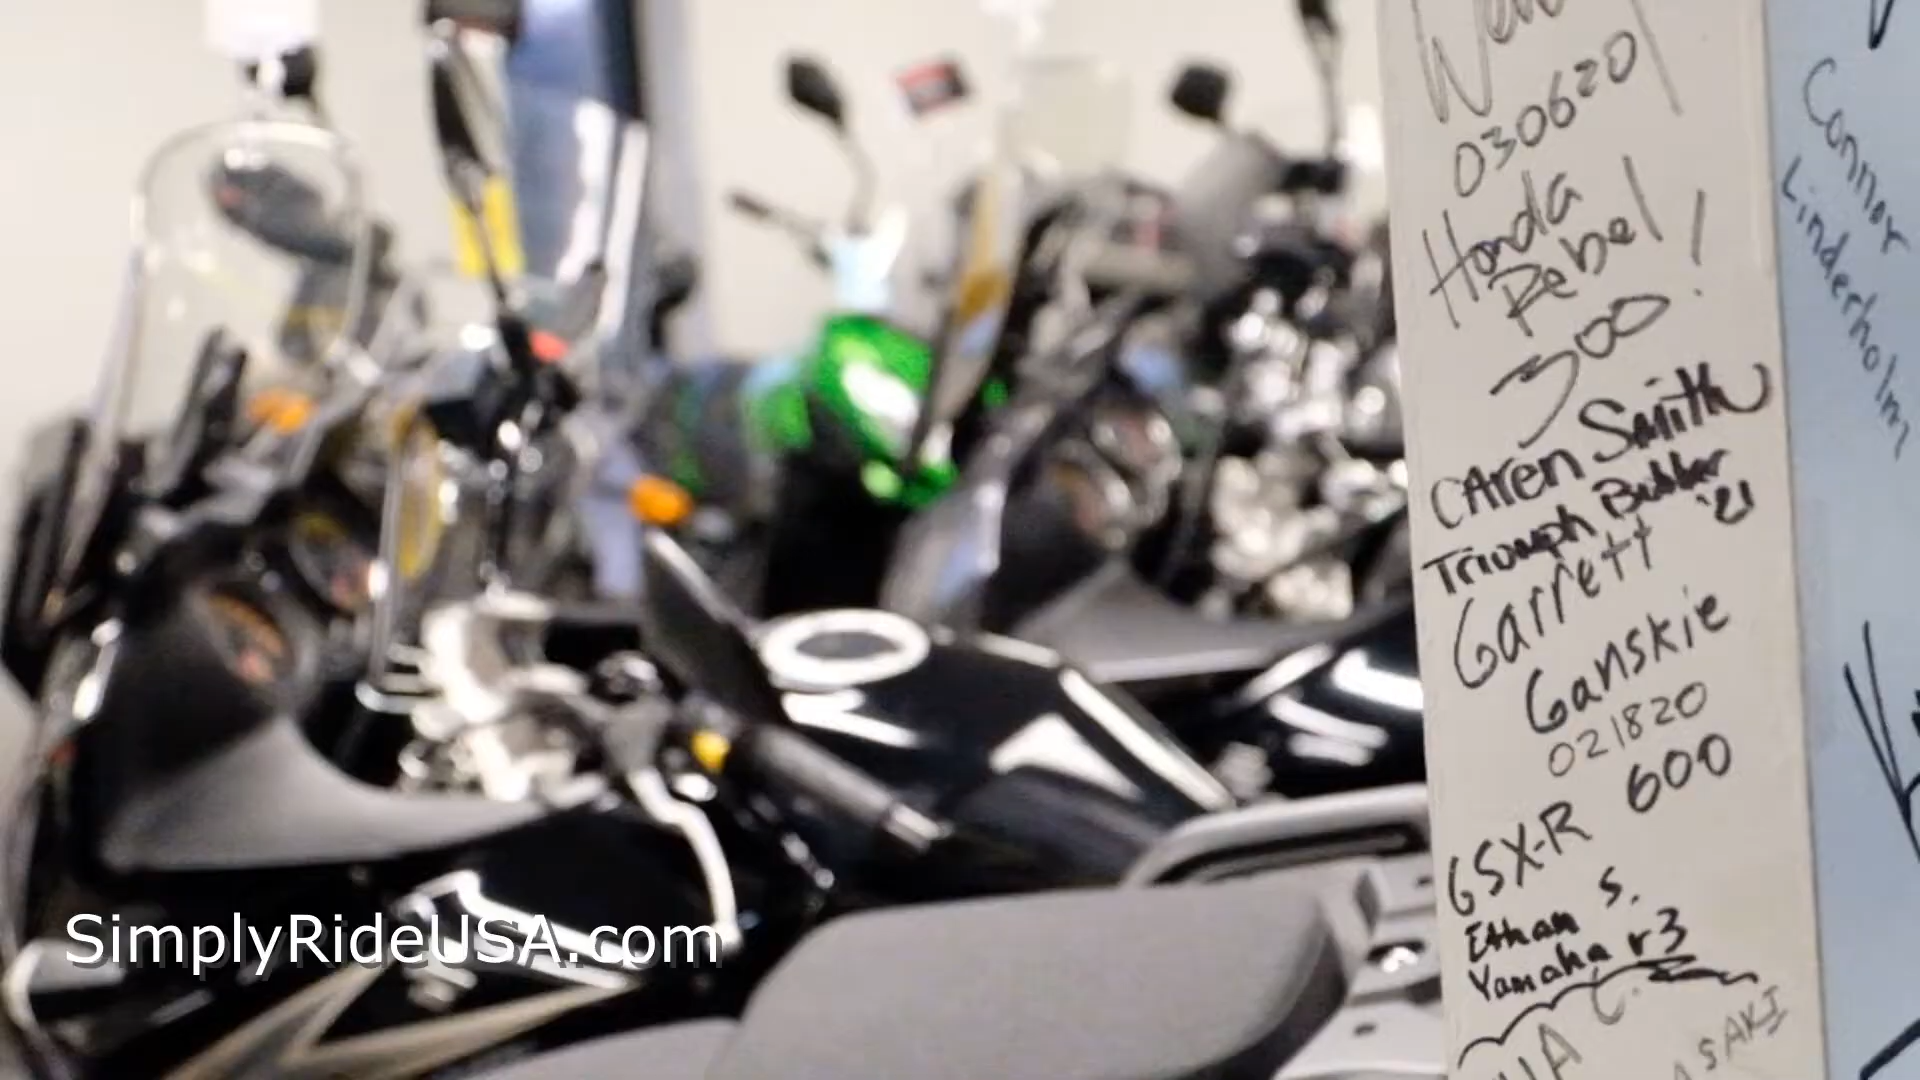 030620
Honda
Rebel !
300
CAren Smith
Triumph Bobber
'21
Garrett
Ganskie
021820
GSX-R 600
Ethan S.
Yamaha r3
Connor
Linderholm
SimplyRideUSA.com